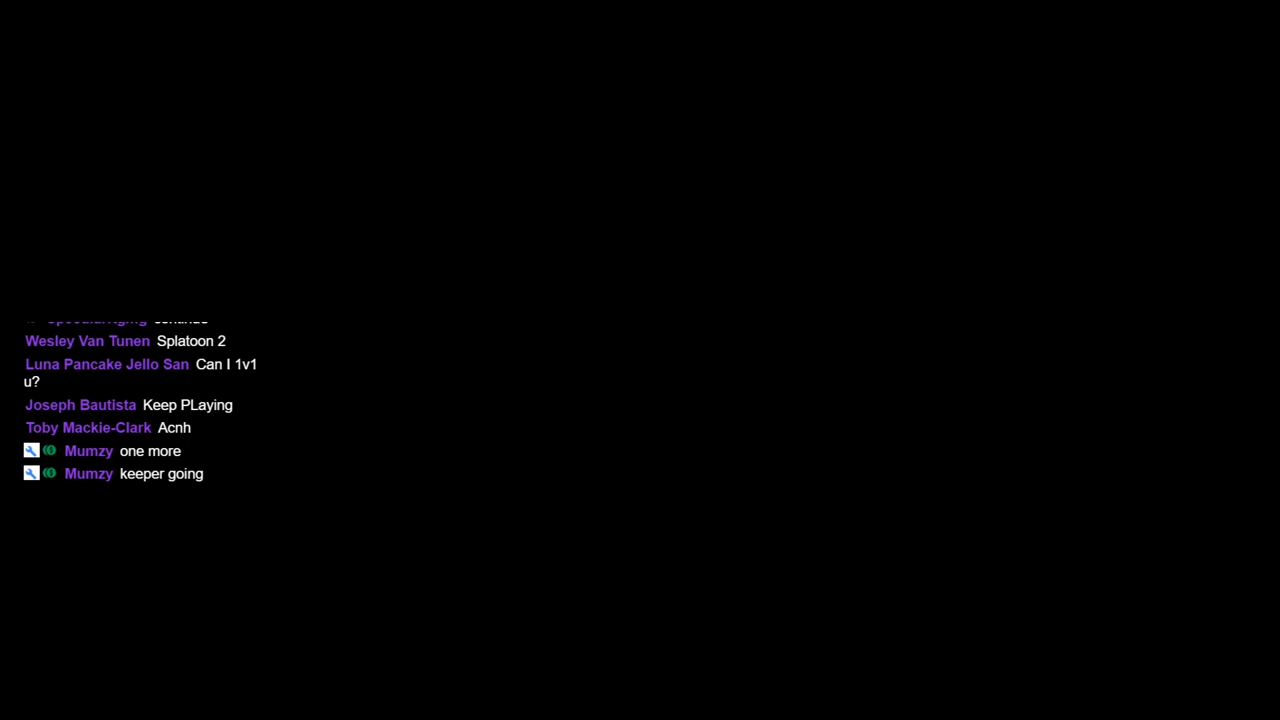 Wesley Van Tunen Splatoon 2
Luna Pancake Jello San Can I 1v1
u?
Joseph Bautista Keep PLaying
Toby Mackie-Clark Acnh
Mumzy one more
Mumzy keeper going